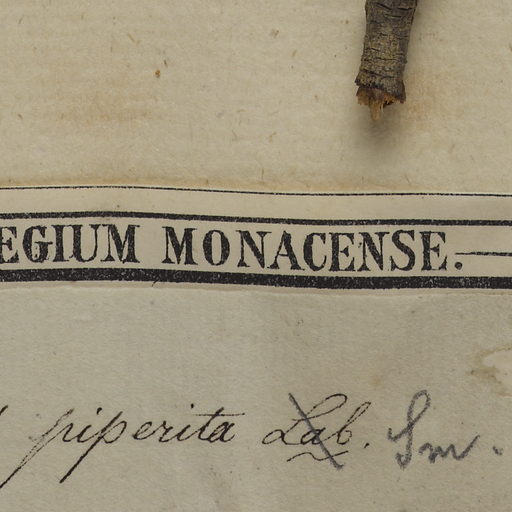 EGIUM MONACENSE.
piperita Lab. Sm.